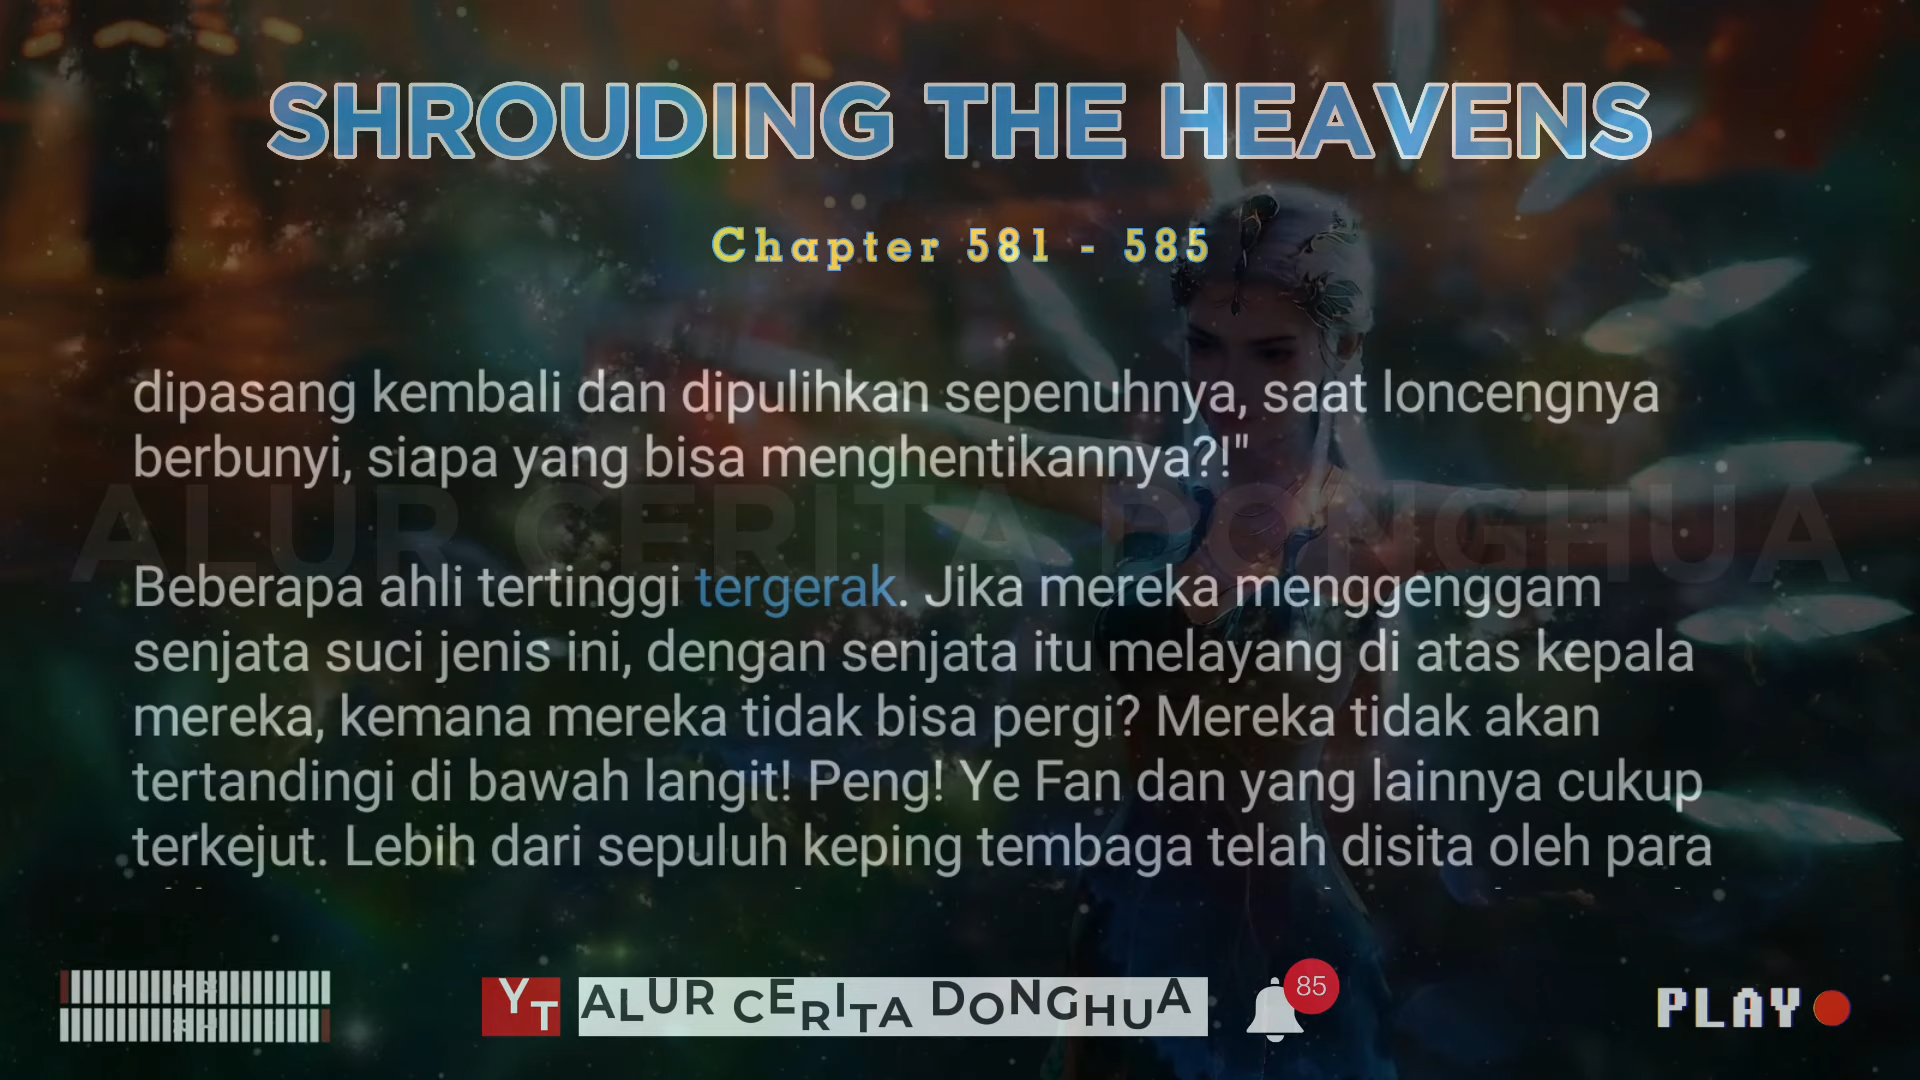 SHROUDING THE HEAVENS
Chapter 581 - 585
dipasang kembali dan dipulihkan sepenuhnya, saat loncengnya
berbunyi, siapa yang bisa menghentikannya?!"
ALUR CERITA DONGHUA
Beberapa ahli tertinggi tergerak. Jika mereka menggenggam
senjata suci jenis ini, dengan senjata itu melayang di atas kepala
mereka, kemana mereka tidak bisa pergi? Mereka tidak akan
tertandingi di bawah langit! Peng! Ye Fan dan yang lainnya cukup
terkejut. Lebih dari sepuluh keping tembaga telah disita oleh para
YT ALUR CERITA DONGHUA
85
PLAY